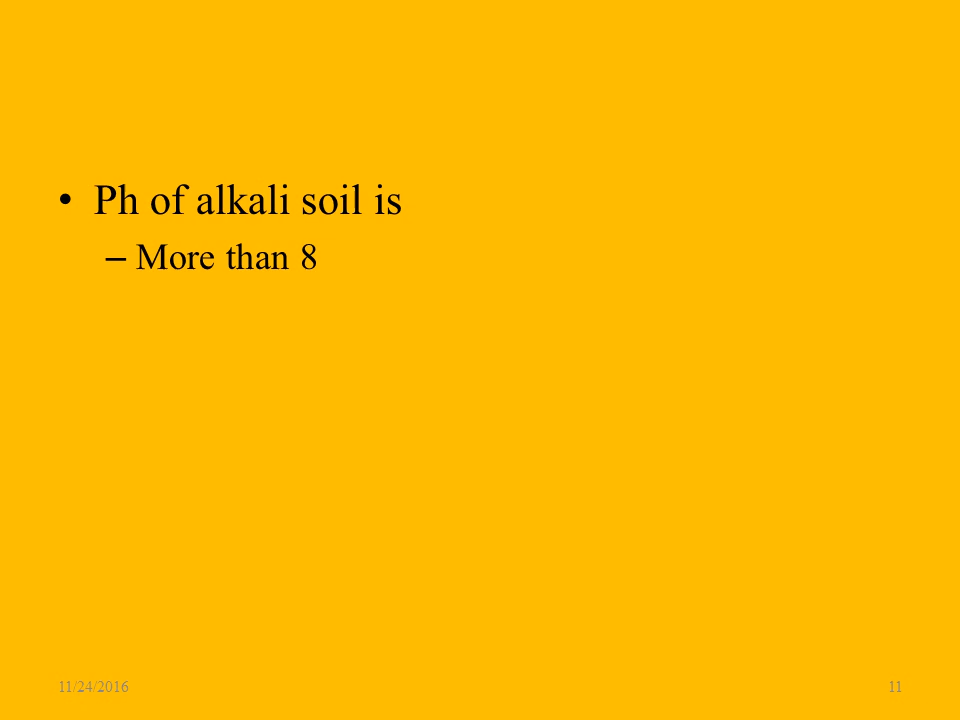 • Ph of alkali soil is
– More than 8
11/24/2016 11